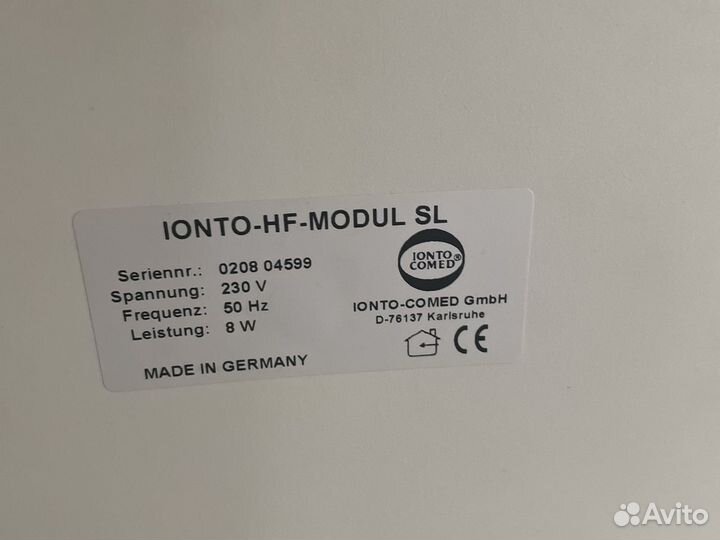 IONTO-HF-MODUL SL
Seriennr.: 0208 04599
Spannung: 230 V
Frequenz: 50 Hz
Leistung: 8 W
MADE IN GERMANY
IONTO
COMED®
IONTO-COMED GmbH
D-76137 Karlsruhe
CE
Avito